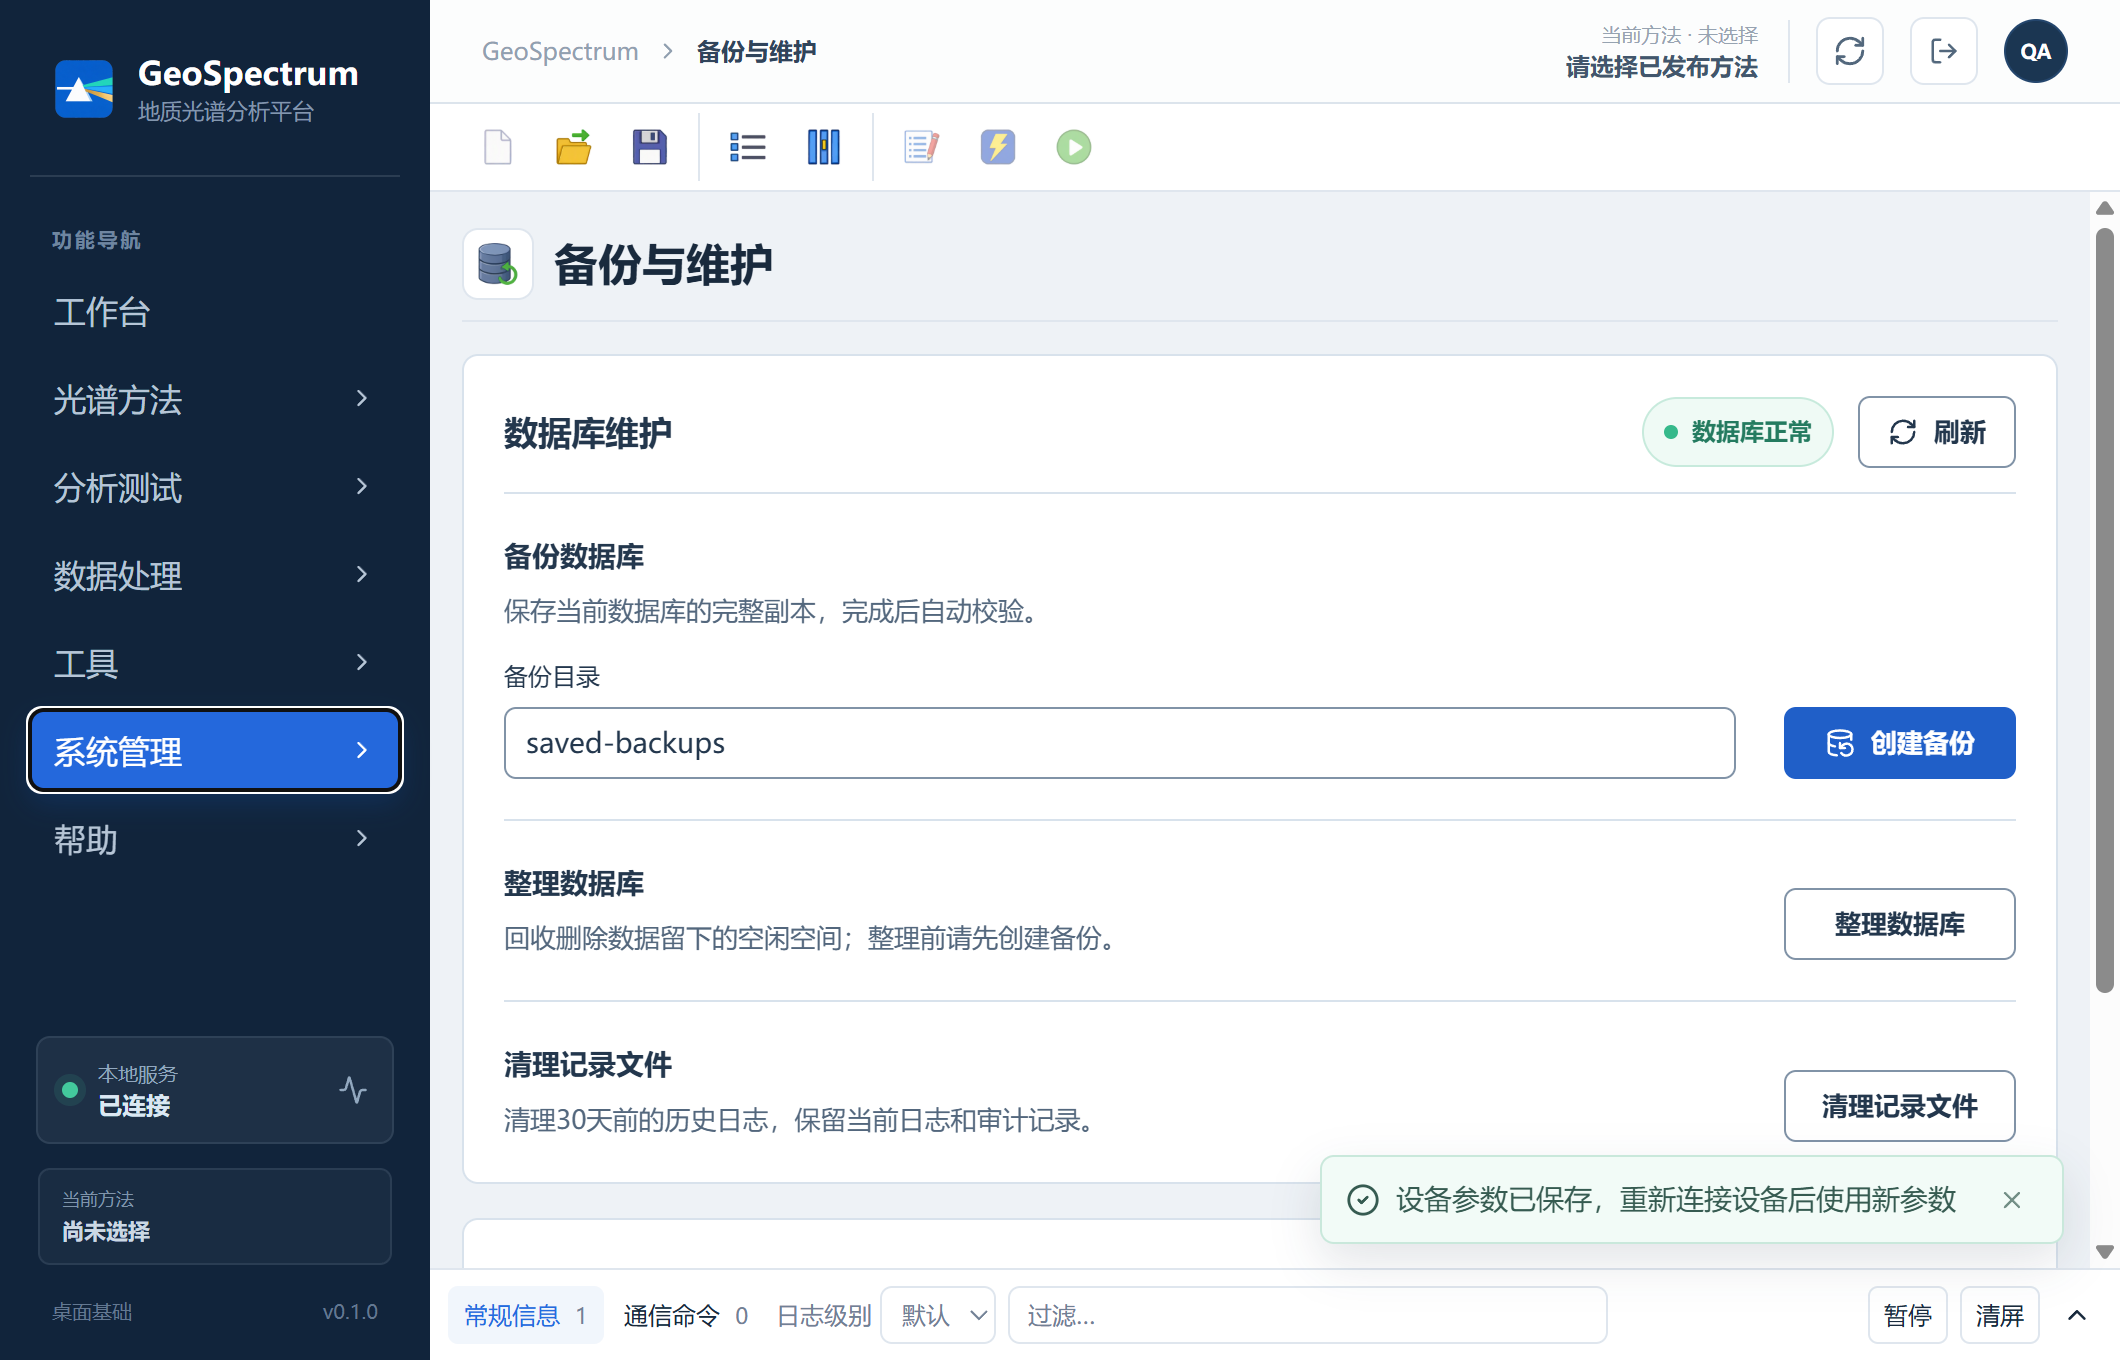 GeoSpectrum
地质光谱分析平台
功能导航
工作台
光谱方法
分析测试
数据处理
工具
系统管理
帮助
本地服务
已连接
当前方法
尚未选择
桌面基础 v0.1.0
GeoSpectrum > 备份与维护
当前方法 · 未选择
请选择已发布方法
QA
备份与维护
数据库维护
数据库正常
刷新
备份数据库
保存当前数据库的完整副本，完成后自动校验。
备份目录
saved-backups
创建备份
整理数据库
回收删除数据留下的空闲空间；整理前请先创建备份。
整理数据库
清理记录文件
清理30天前的历史日志，保留当前日志和审计记录。
清理记录文件
设备参数已保存，重新连接设备后使用新参数
常规信息 1 通信命令 0 日志级别 默认 过滤... 暂停 清屏